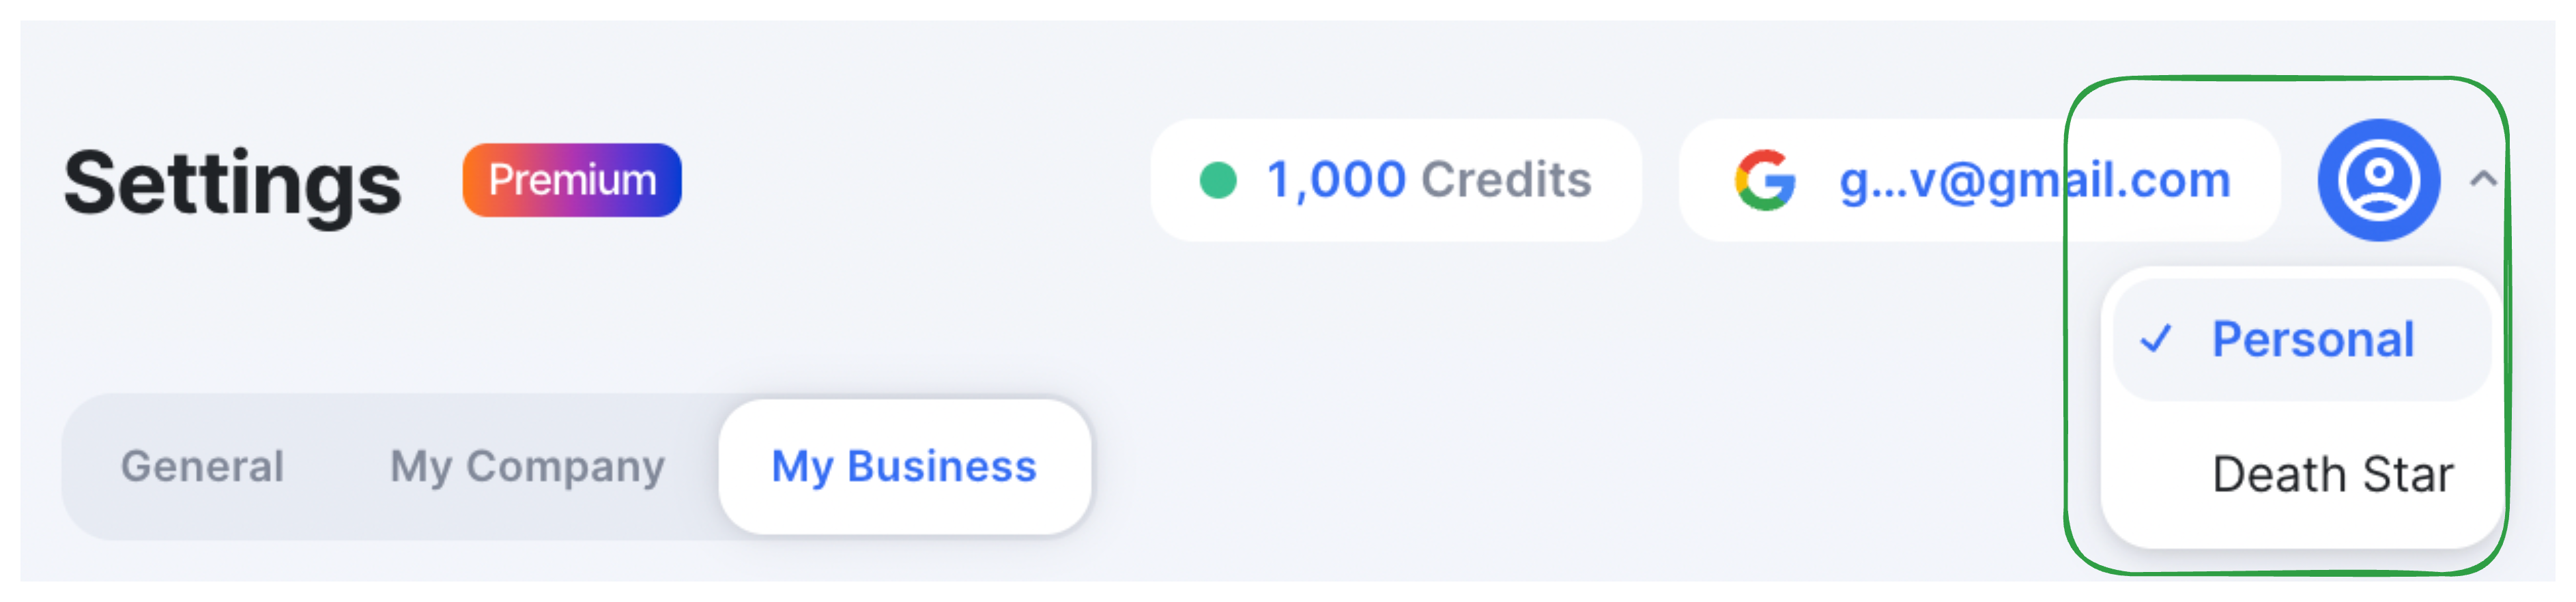 Settings
Premium
1,000 Credits
g...v@gmail.com
Personal
Death Star
General
My Company
My Business